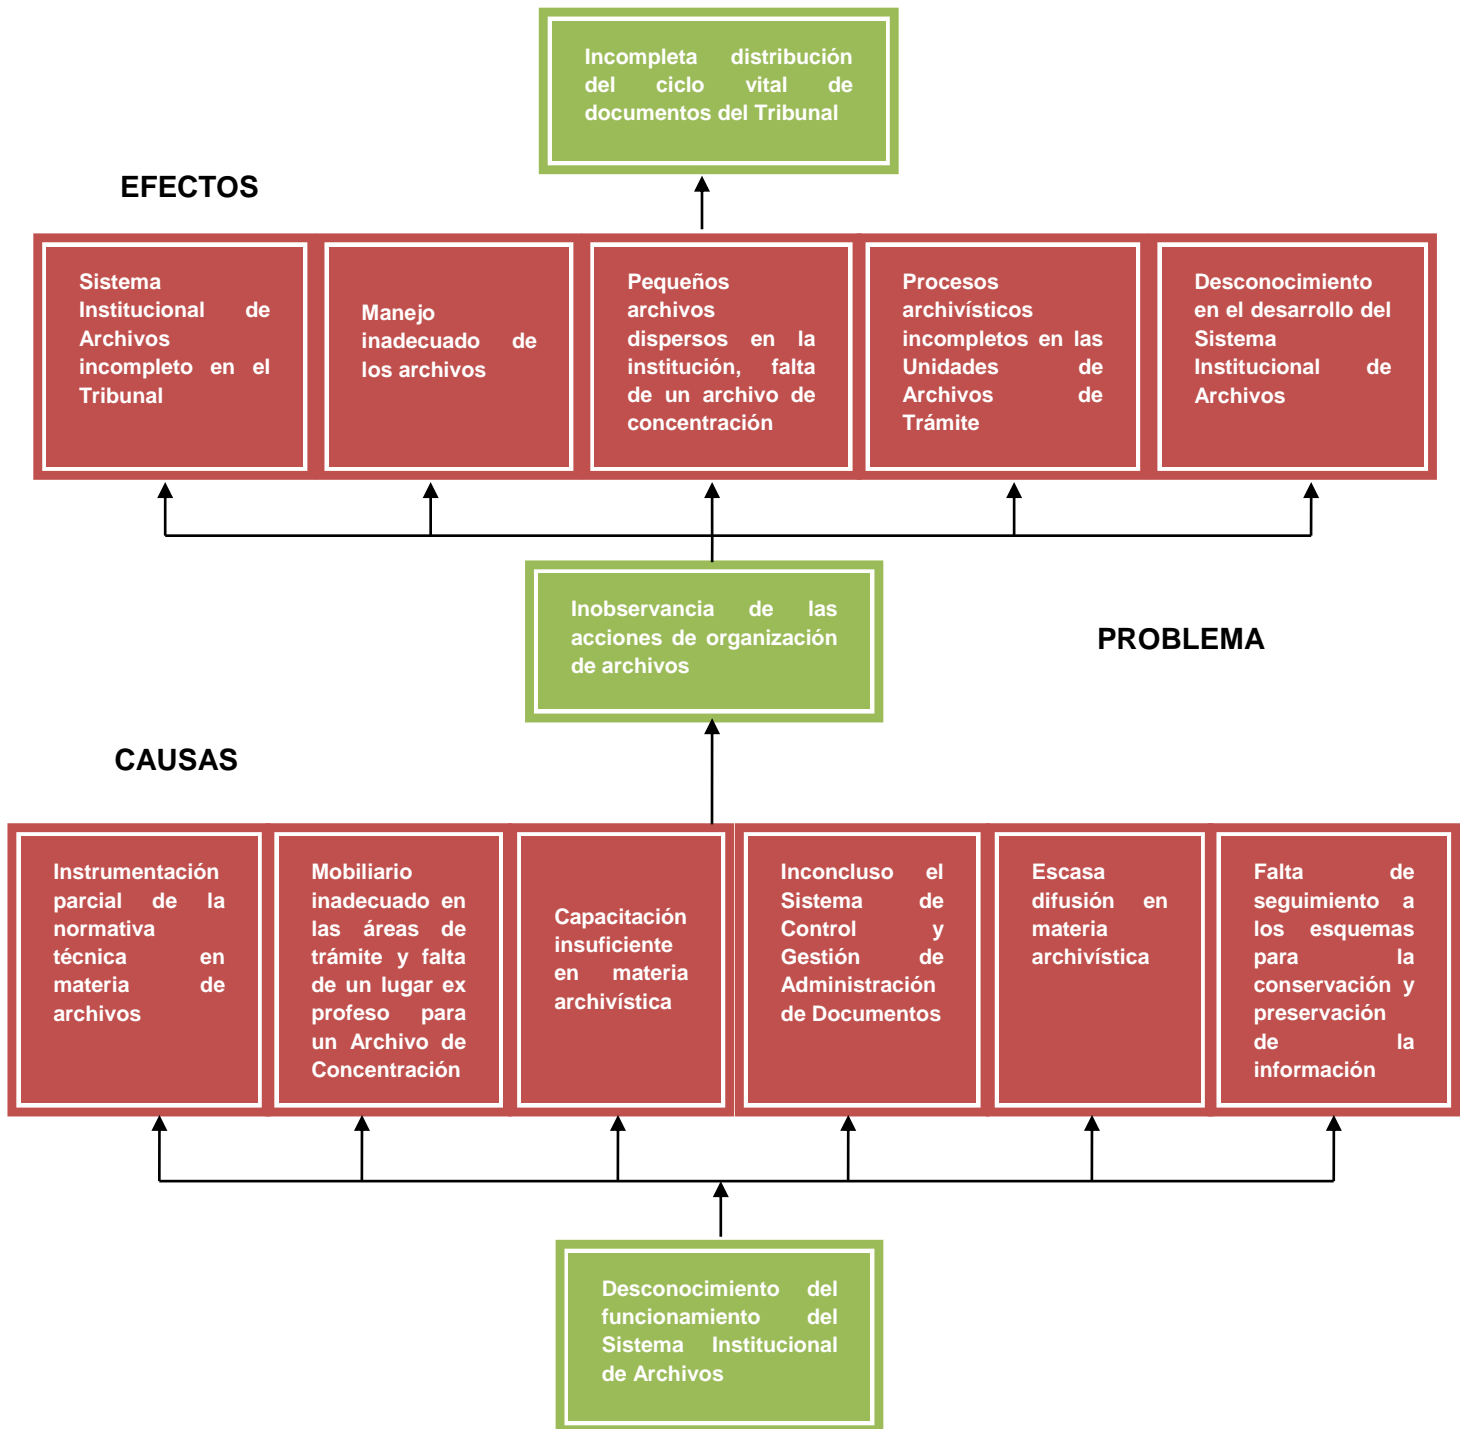 Incompleta distribución
del ciclo vital de
documentos del Tribunal
EFECTOS
Sistema
Institucional de
Archivos
incompleto en el
Tribunal
Manejo
inadecuado de
los archivos
Pequeños
archivos
dispersos en la
institución, falta
de un archivo de
concentración
Procesos
archivísticos
incompletos en las
Unidades de
Archivos de
Trámite
Desconocimiento
en el desarrollo del
Sistema
Institucional de
Archivos
Inobservancia de las
acciones de organización
de archivos
PROBLEMA
CAUSAS
Instrumentación
parcial de la
normativa
técnica en
materia de
archivos
Mobiliario
inadecuado en
las áreas de
trámite y falta
de un lugar ex
profeso para
un Archivo de
Concentración
Capacitación
insuficiente
en materia
archivística
Inconcluso el
Sistema de
Control y
Gestión de
Administración
de Documentos
Escasa
difusión en
materia
archivística
Falta de
seguimiento a
los esquemas
para la
conservación y
preservación
de la
información
Desconocimiento del
funcionamiento del
Sistema Institucional
de Archivos